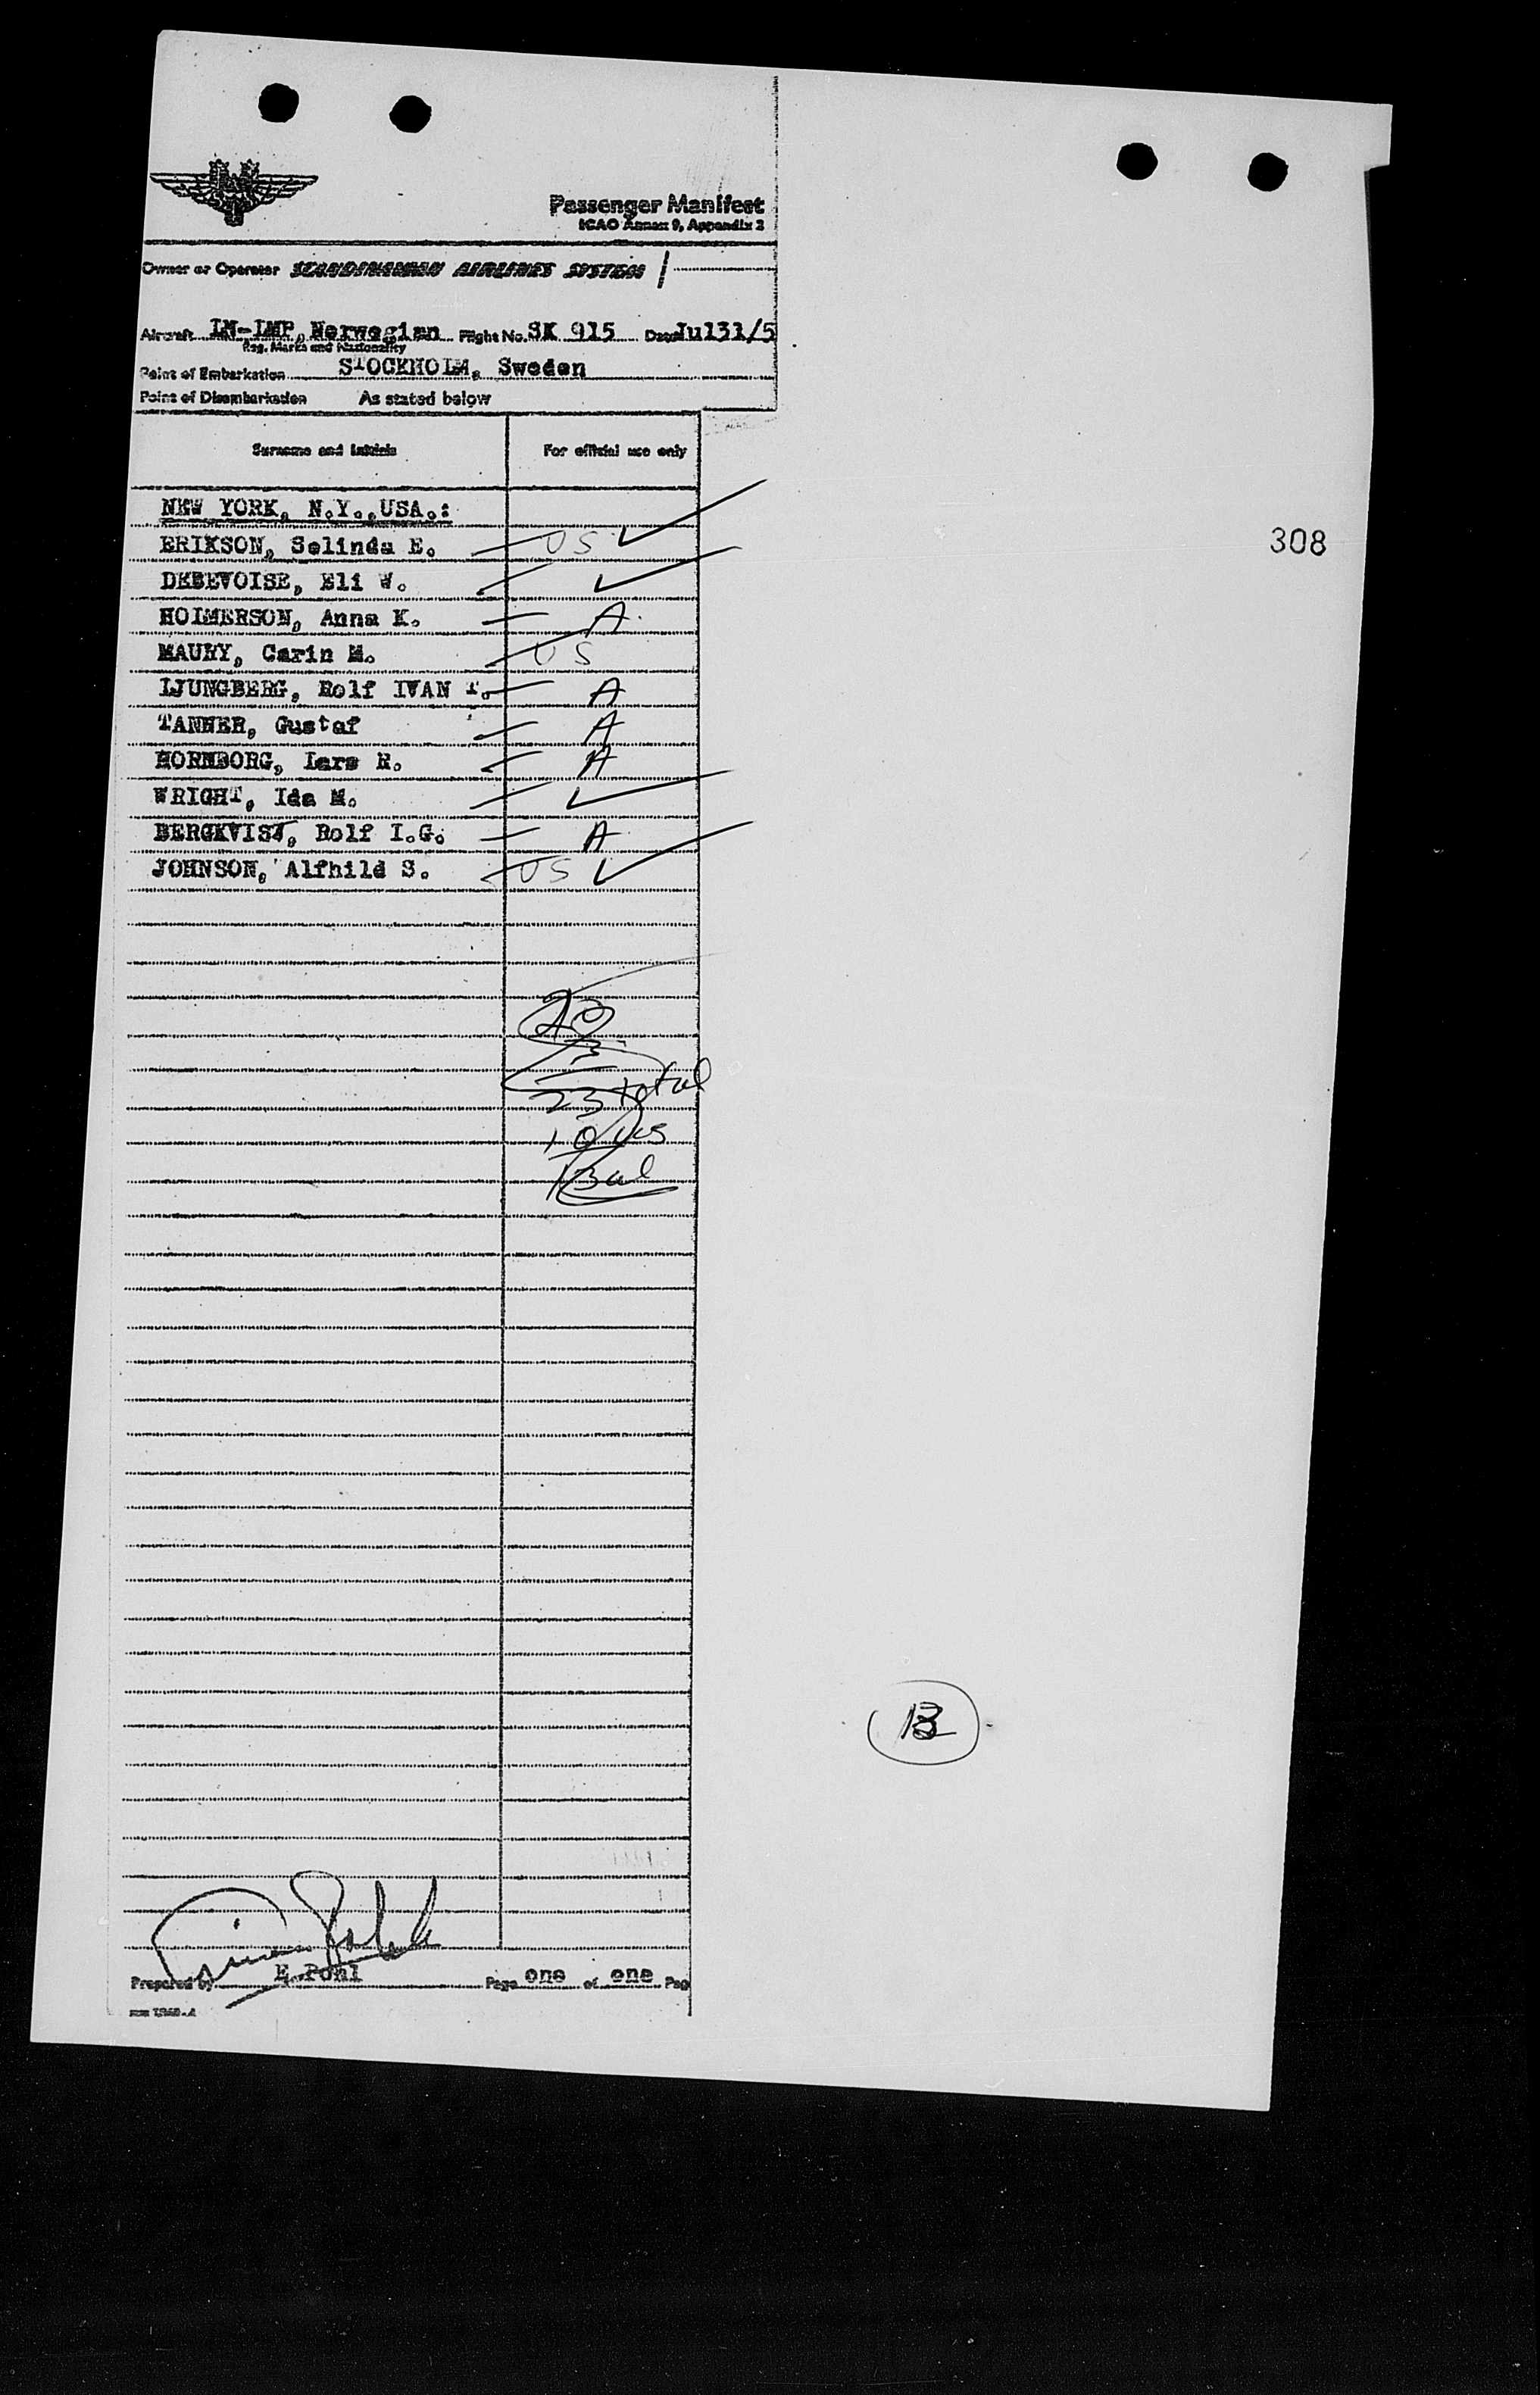 Passenger Manifest
ICAO Annex 9, Appendix 2
Owner or Operator SCANDINAVIAN AIRLINES SYSTEM /
Aircraft LN-LMP, Norwegian Flight No. SK 915 Date Jul31/5
Reg. Marks and Nationality
Point of Embarkation STOCKHOLM, Sweden
Point of Disembarkation As stated below
Surname and Initials For official use only
NEW YORK, N.Y.,USA.:
308
ERIKSON, Selinda E. US
DEBEVOISE, Eli W.
HOLMERSON, Anna K. A
MAURY, Carin M. US
LJUNGBERG, Rolf IVAN T. A
TANNER, Gustaf A
HORNBORG, Lars R. A
WRIGHT, Ida M.
BERGKVIST, Rolf I.G. A
JOHNSON, Alfhild S. US
20
3
23 total
10 US
13 al
13
Prepared by E.Pohl Page one of one Pag